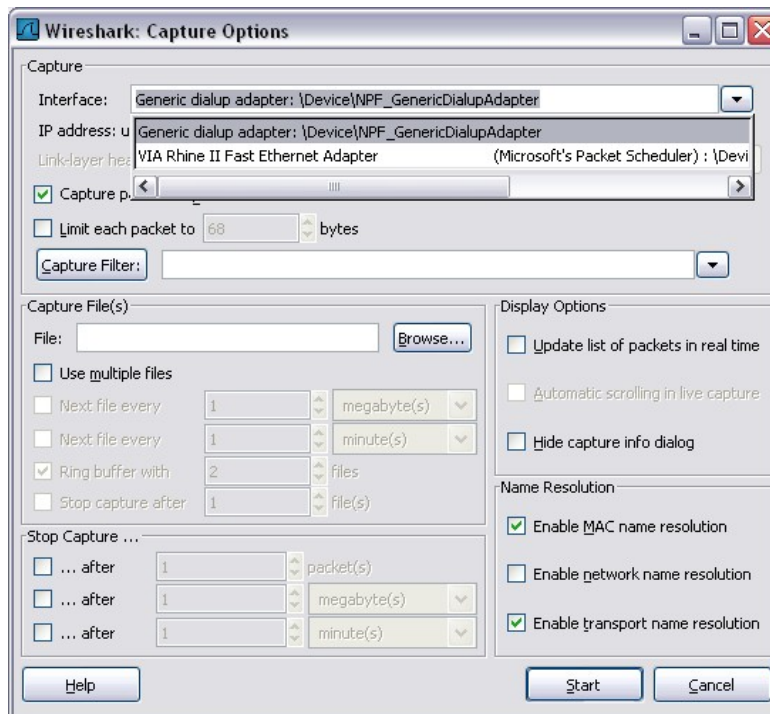 Wireshark: Capture Options
Capture
Interface: Generic dialup adapter: \Device\NPF_GenericDialupAdapter
IP address: u
Generic dialup adapter: \Device\NPF_GenericDialupAdapter
Link-layer hea
VIA Rhine II Fast Ethernet Adapter (Microsoft's Packet Scheduler) : \Devi
Capture p
Limit each packet to 68 bytes
Capture Filter:
Capture File(s)
File: Browse...
Use multiple files
Next file every 1 megabyte(s)
Next file every 1 minute(s)
Ring buffer with 2 files
Stop capture after 1 file(s)
Stop Capture ...
... after 1 packet(s)
... after 1 megabyte(s)
... after 1 minute(s)
Display Options
Update list of packets in real time
Automatic scrolling in live capture
Hide capture info dialog
Name Resolution
Enable MAC name resolution
Enable network name resolution
Enable transport name resolution
Help Start Cancel